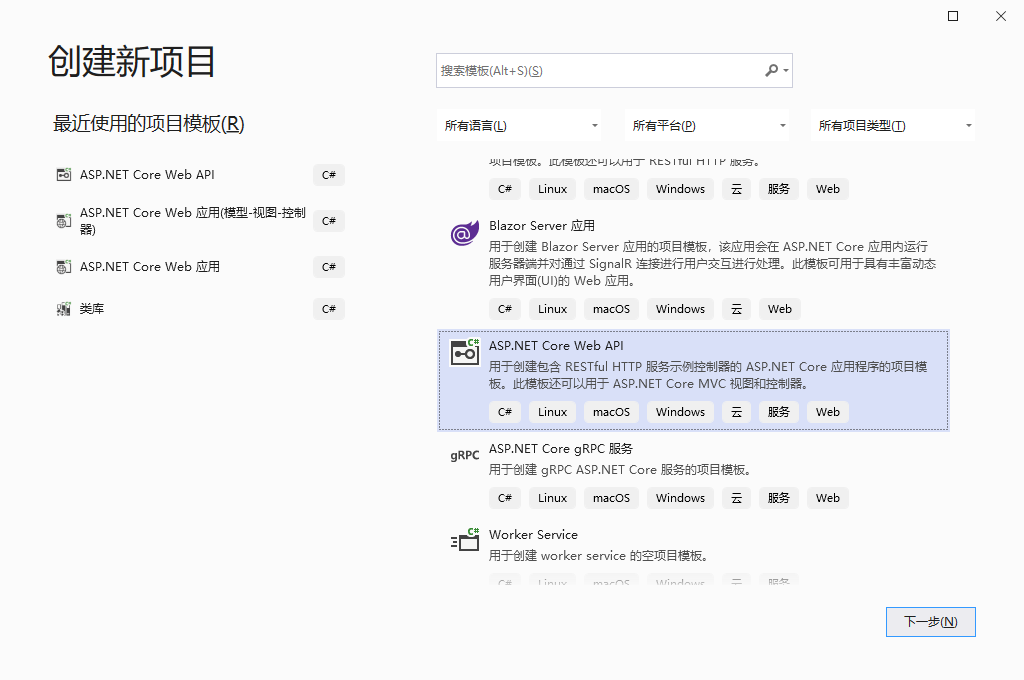 创建新项目
最近使用的项目模板(R)
ASP.NET Core Web API
C#
ASP.NET Core Web 应用(模型-视图-控制
器)
C#
ASP.NET Core Web 应用
C#
类库
C#
搜索模板(Alt+S)(S)
所有语言(L)
所有平台(P)
所有项目类型(T)
项目模板。此模板还可以用于 RESTful HTTP 服务。
C# Linux macOS Windows 云 服务 Web
Blazor Server 应用
用于创建 Blazor Server 应用的项目模板，该应用会在 ASP.NET Core 应用内运行
服务器端并对通过 SignalR 连接进行用户交互进行处理。此模板可用于具有丰富动态
用户界面(UI)的 Web 应用。
C# Linux macOS Windows 云 Web
C#
ASP.NET Core Web API
用于创建包含 RESTful HTTP 服务示例控制器的 ASP.NET Core 应用程序的项目模
板。此模板还可以用于 ASP.NET Core MVC 视图和控制器。
C# Linux macOS Windows 云 服务 Web
gRPC
ASP.NET Core gRPC 服务
用于创建 gRPC ASP.NET Core 服务的项目模板。
C# Linux macOS Windows 云 服务 Web
C#
Worker Service
用于创建 worker service 的空项目模板。
C# Linux macOS Windows 云 服务
下一步(N)